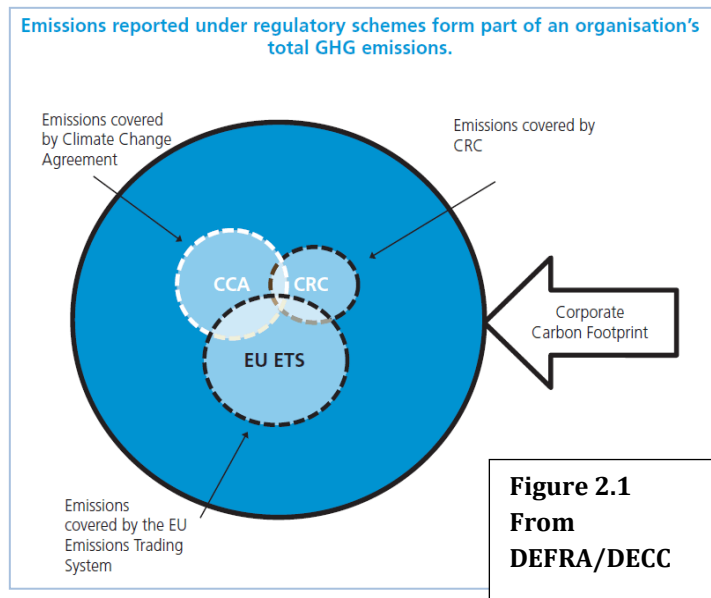 Emissions reported under regulatory schemes form part of an organisation's
total GHG emissions.
Emissions covered
by Climate Change
Agreement
Emissions covered by
CRC
CCA
CRC
EU ETS
Corporate
Carbon Footprint
Emissions
covered by the EU
Emissions Trading
System
Figure 2.1
From
DEFRA/DECC